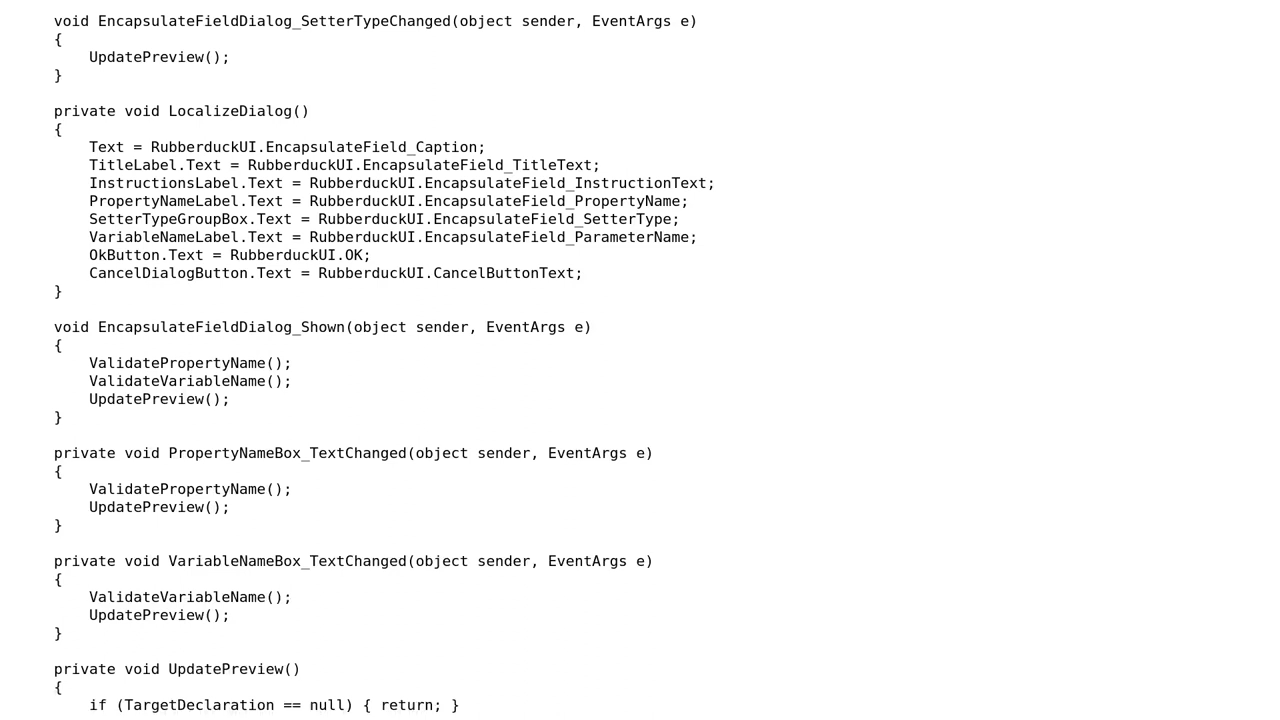 void EncapsulateFieldDialog_SetterTypeChanged(object sender, EventArgs e)
{
    UpdatePreview();
}

private void LocalizeDialog()
{
    Text = RubberduckUI.EncapsulateField_Caption;
    TitleLabel.Text = RubberduckUI.EncapsulateField_TitleText;
    InstructionsLabel.Text = RubberduckUI.EncapsulateField_InstructionText;
    PropertyNameLabel.Text = RubberduckUI.EncapsulateField_PropertyName;
    SetterTypeGroupBox.Text = RubberduckUI.EncapsulateField_SetterType;
    VariableNameLabel.Text = RubberduckUI.EncapsulateField_ParameterName;
    OkButton.Text = RubberduckUI.OK;
    CancelDialogButton.Text = RubberduckUI.CancelButtonText;
}

void EncapsulateFieldDialog_Shown(object sender, EventArgs e)
{
    ValidatePropertyName();
    ValidateVariableName();
    UpdatePreview();
}

private void PropertyNameBox_TextChanged(object sender, EventArgs e)
{
    ValidatePropertyName();
    UpdatePreview();
}

private void VariableNameBox_TextChanged(object sender, EventArgs e)
{
    ValidateVariableName();
    UpdatePreview();
}

private void UpdatePreview()
{
    if (TargetDeclaration == null) { return; }